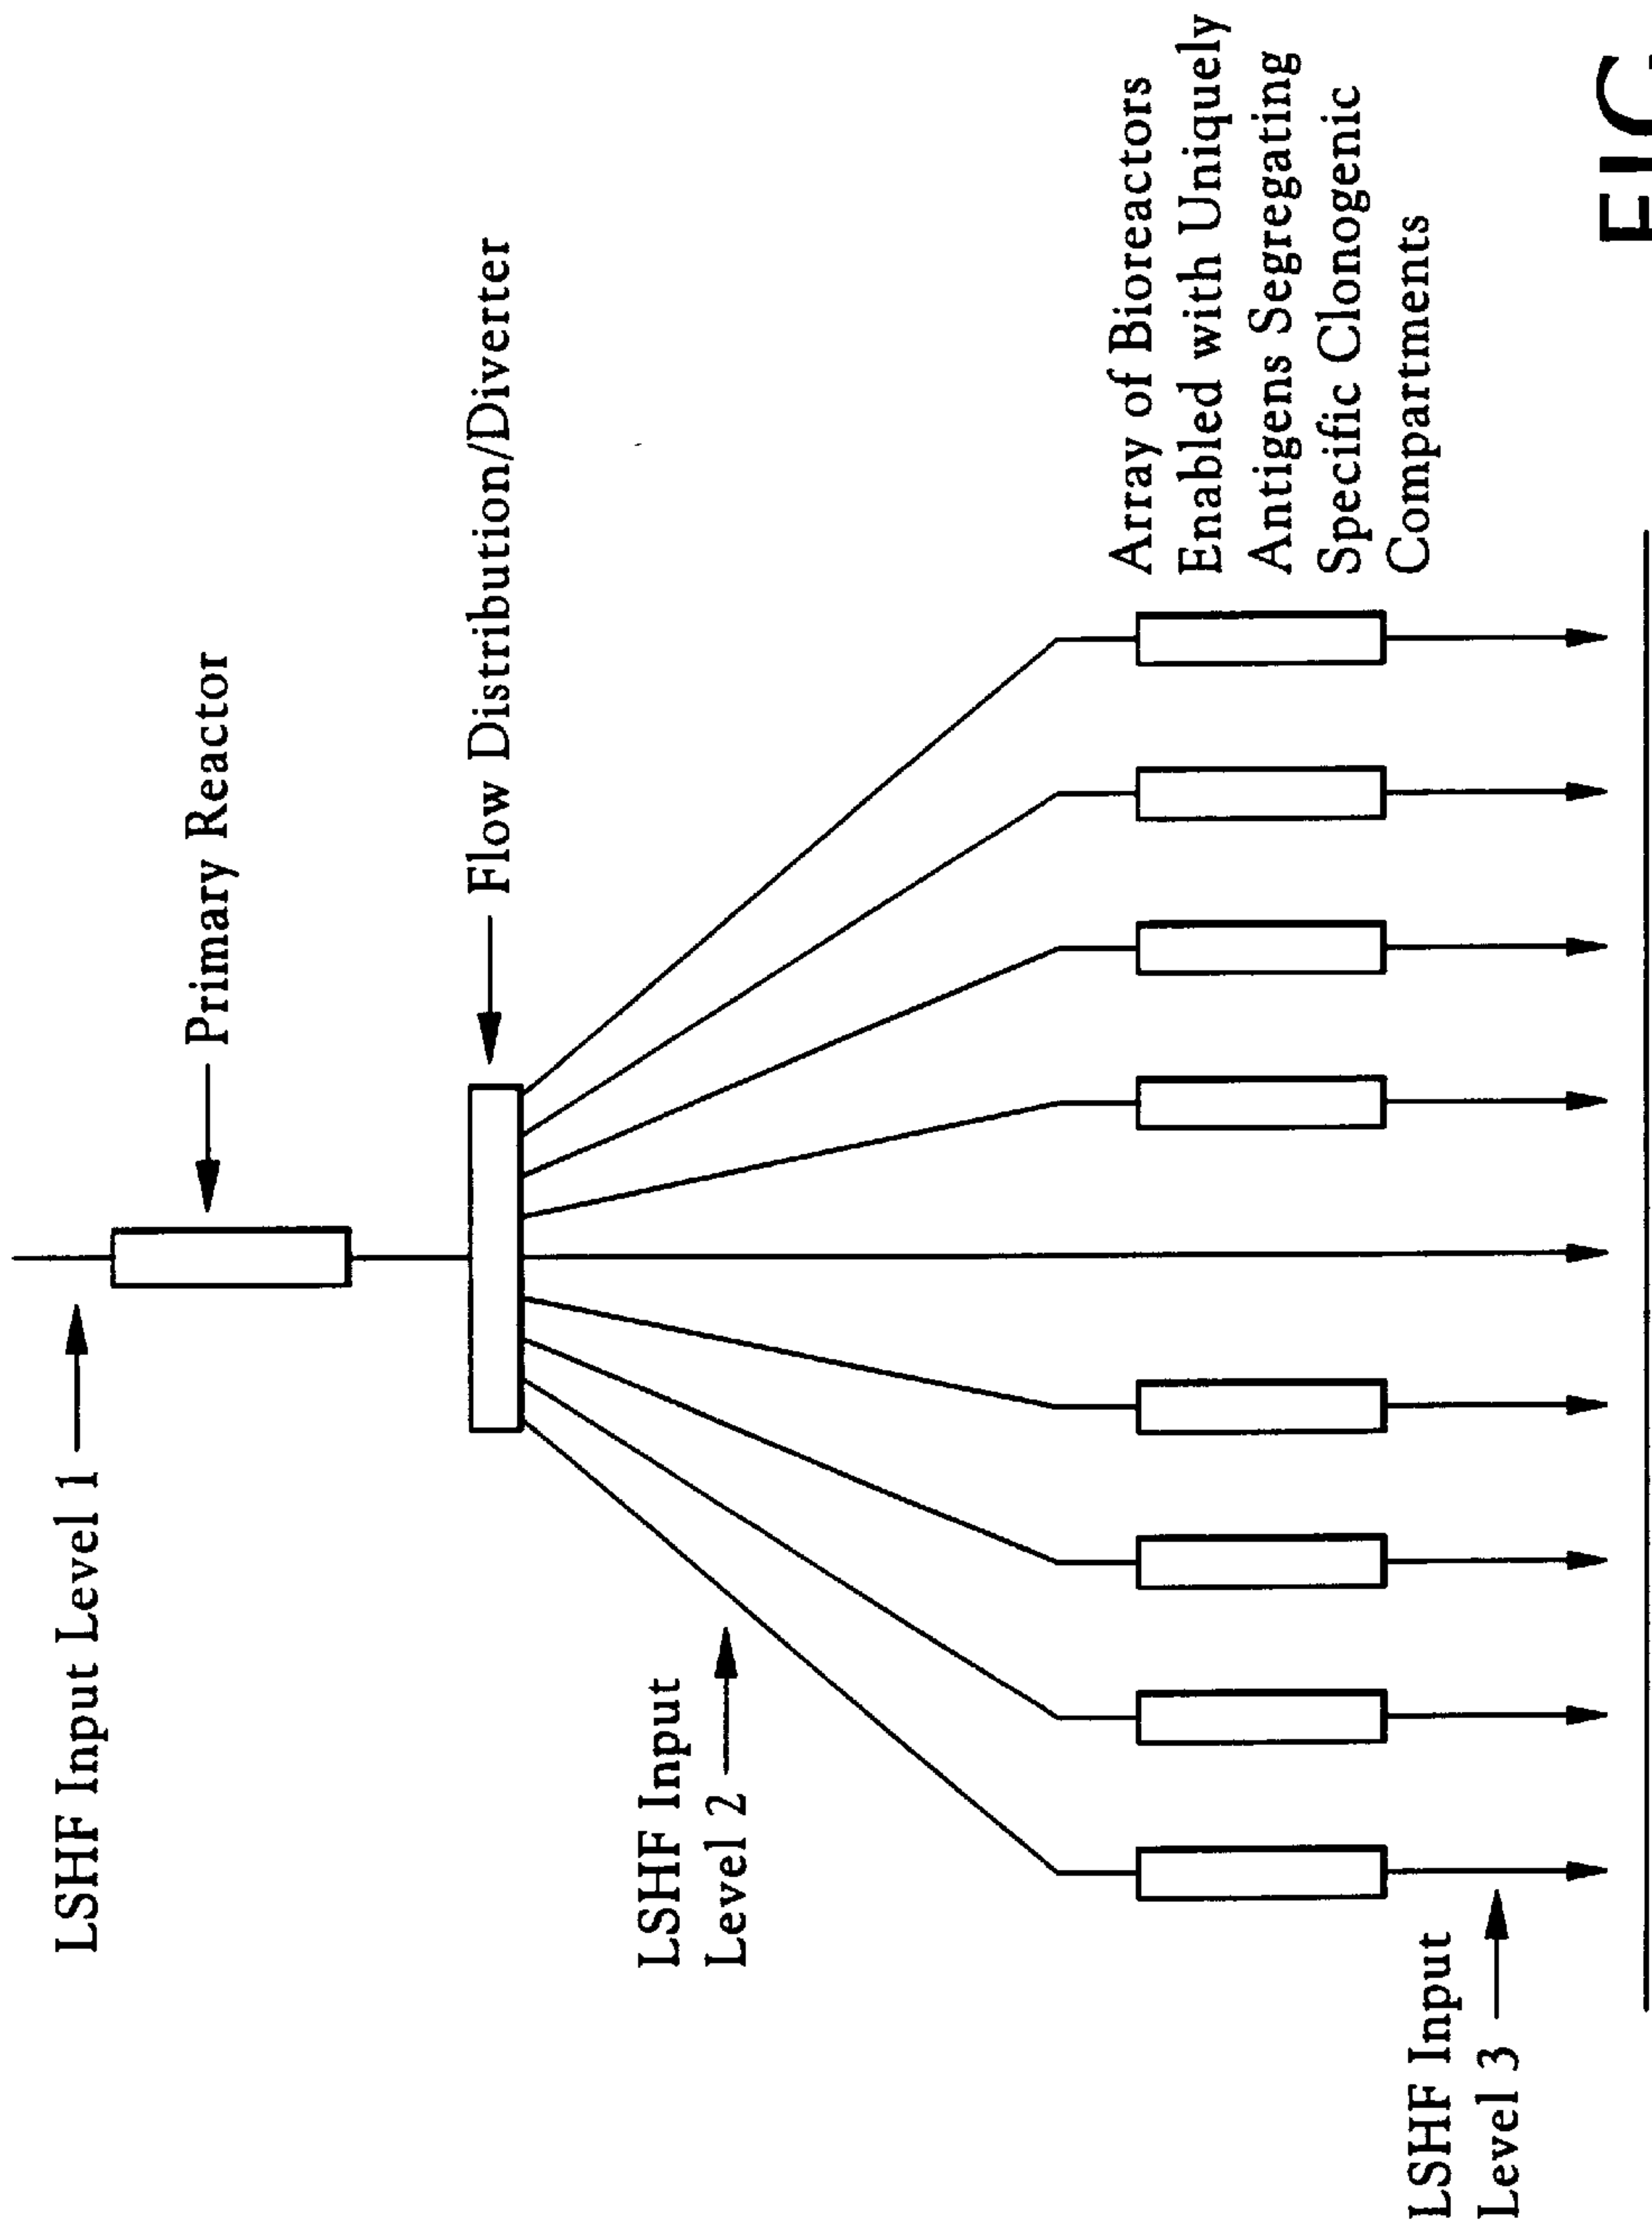 LSHF Input Level 1
Primary Reactor
Flow Distribution/Diverter
LSHF Input
Level 2
Array of Bioreactors
Enabled with Uniquely
Antigens Segregating
Specific Clonogenic
Compartments
LSHF Input
Level 3